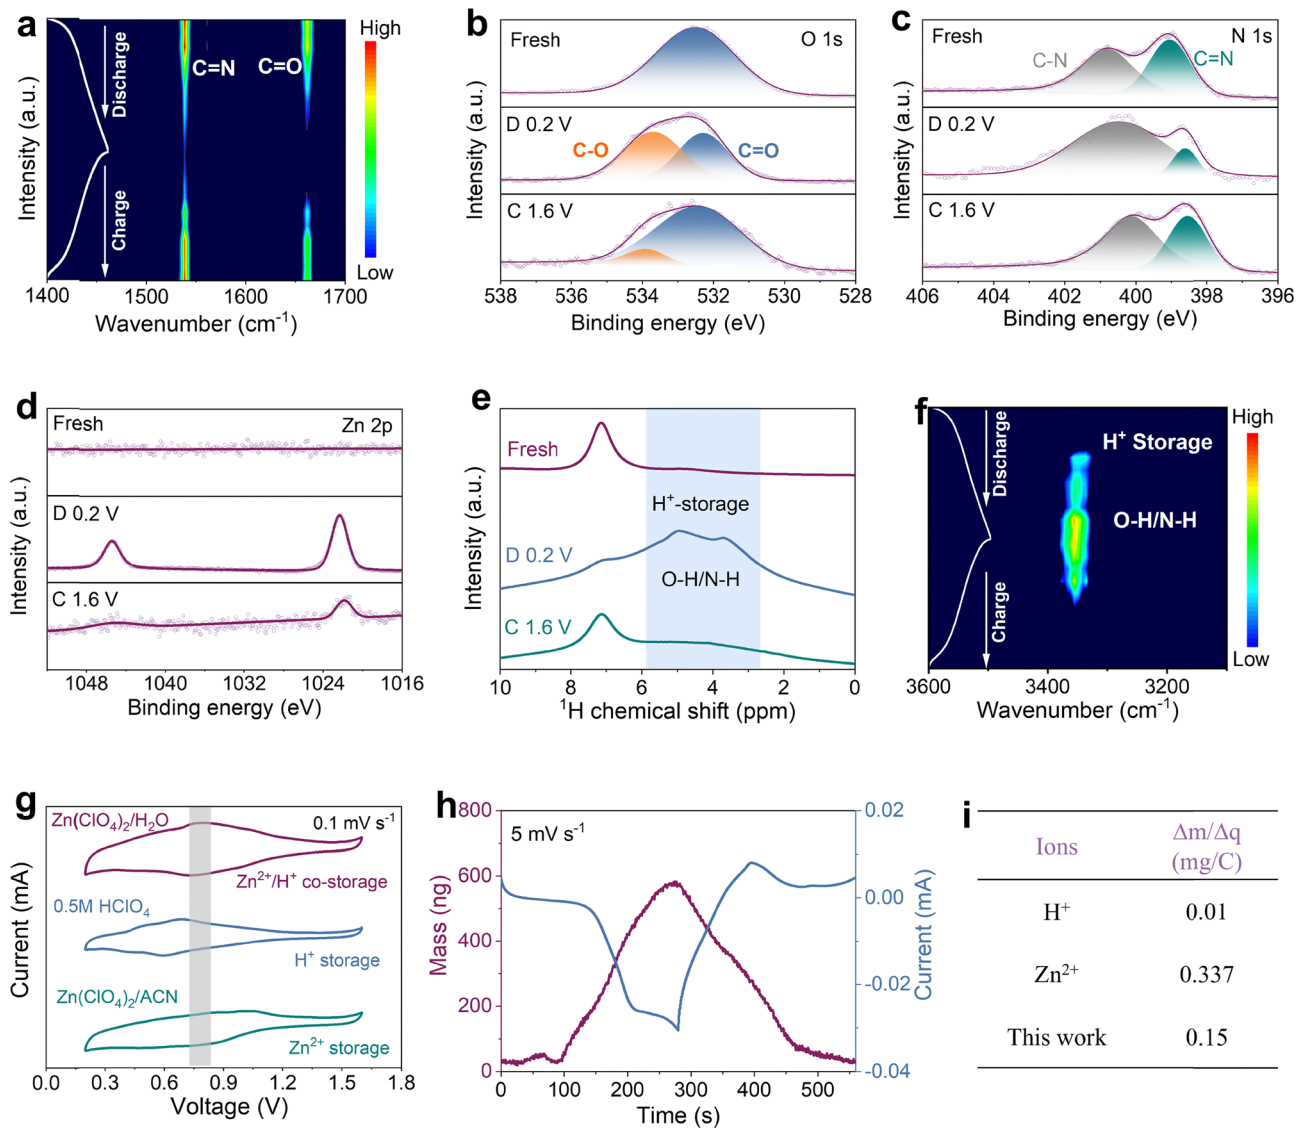 a
High
C=N
C=O
Discharge
Charge
Low
Intensity (a.u.)
1400
1500
1600
1700
Wavenumber (cm⁻¹)
b
Fresh
O 1s
D 0.2 V
C-O
C=O
C 1.6 V
Intensity (a.u.)
538
536
534
532
530
528
Binding energy (eV)
c
Fresh
N 1s
C-N
C=N
D 0.2 V
C 1.6 V
Intensity (a.u.)
406
404
402
400
398
396
Binding energy (eV)
d
Fresh
Zn 2p
D 0.2 V
C 1.6 V
Intensity (a.u.)
1048
1040
1032
1024
1016
Binding energy (eV)
e
Fresh
H⁺-storage
D 0.2 V
O-H/N-H
C 1.6 V
Intensity (a.u.)
10
8
6
4
2
0
¹H chemical shift (ppm)
f
High
H⁺ Storage
Discharge
O-H/N-H
Charge
Low
3600
3400
3200
Wavenumber (cm⁻¹)
g
Zn(ClO₄)₂/H₂O
0.1 mV s⁻¹
Zn²⁺/H⁺ co-storage
0.5M HClO₄
H⁺ storage
Zn(ClO₄)₂/ACN
Zn²⁺ storage
Current (mA)
0.0
0.3
0.6
0.9
1.2
1.5
1.8
Voltage (V)
h
5 mV s⁻¹
Mass (ng)
800
600
400
200
0
Current (mA)
0.02
0.00
-0.02
-0.04
0
100
200
300
400
500
Time (s)
i
Ions Δm/Δq
(mg/C)
H⁺ 0.01
Zn²⁺ 0.337
This work 0.15